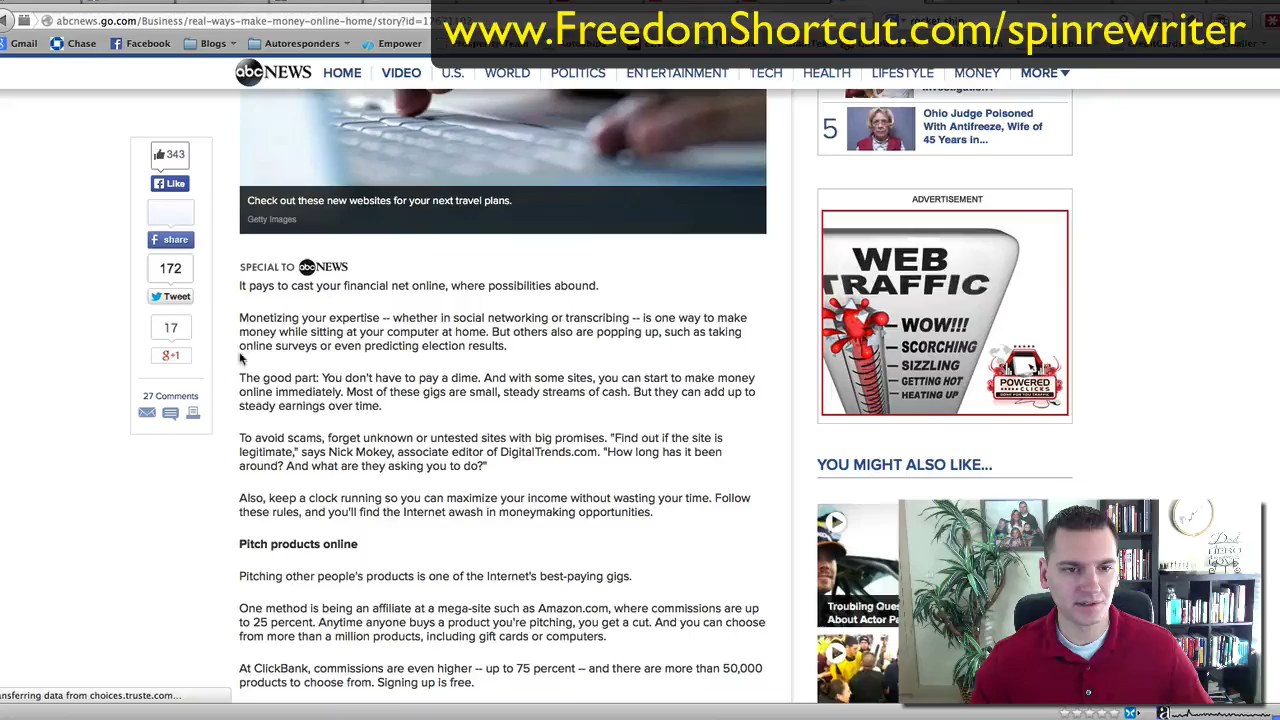 www.FreedomShortcut.com/spinrewriter
abcnews.go.com/Business/real-ways-make-money-online-home/story?id=
Gmail Chase Facebook Blogs Autoresponders Empower
abc NEWS HOME VIDEO U.S. WORLD POLITICS ENTERTAINMENT TECH HEALTH LIFESTYLE MONEY MORE
5 Ohio Judge Poisoned
With Antifreeze, Wife of
45 Years in...
343
Like
share
172
Tweet
17
+1
27 Comments
Check out these new websites for your next travel plans.
Getty Images
SPECIAL TO abc NEWS
It pays to cast your financial net online, where possibilities abound.
Monetizing your expertise -- whether in social networking or transcribing -- is one way to make
money while sitting at your computer at home. But others also are popping up, such as taking
online surveys or even predicting election results.
The good part: You don't have to pay a dime. And with some sites, you can start to make money
online immediately. Most of these gigs are small, steady streams of cash. But they can add up to
steady earnings over time.
To avoid scams, forget unknown or untested sites with big promises. "Find out if the site is
legitimate," says Nick Mokey, associate editor of DigitalTrends.com. "How long has it been
around? And what are they asking you to do?"
Also, keep a clock running so you can maximize your income without wasting your time. Follow
these rules, and you'll find the Internet awash in moneymaking opportunities.
Pitch products online
Pitching other people's products is one of the Internet's best-paying gigs.
One method is being an affiliate at a mega-site such as Amazon.com, where commissions are up
to 25 percent. Anytime anyone buys a product you're pitching, you get a cut. And you can choose
from more than a million products, including gift cards or computers.
At ClickBank, commissions are even higher -- up to 75 percent -- and there are more than 50,000
products to choose from. Signing up is free.
ADVERTISEMENT
WEB
TRAFFIC
WOW!!!
SCORCHING
SIZZLING
GETTING HOT
HEATING UP
POWERED
CLICKS
YOU MIGHT ALSO LIKE...
Troubling Ques
About Actor Pa
Dad
HERO
nsferring data from choices.truste.com...